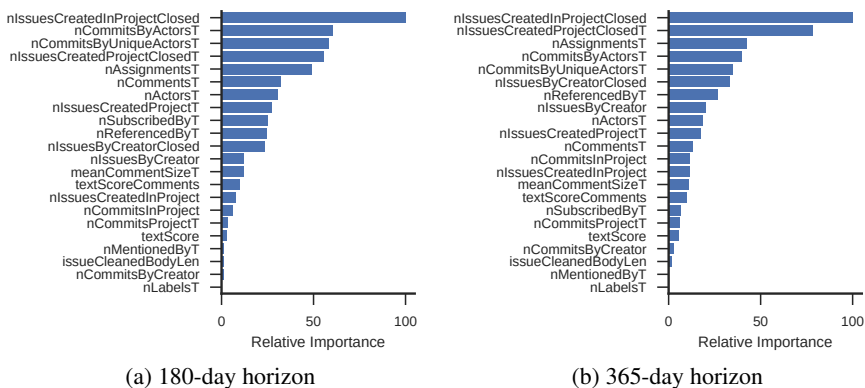 nIssuesCreatedInProjectClosed
nCommitsByActorsT
nCommitsByUniqueActorsT
nIssuesCreatedProjectClosedT
nAssignmentsT
nCommentsT
nActorsT
nIssuesCreatedProjectT
nSubscribedByT
nReferencedByT
nIssuesByCreatorClosed
nIssuesByCreator
meanCommentSizeT
textScoreComments
nIssuesCreatedInProject
nCommitsInProject
nCommitsProjectT
textScore
nMentionedByT
issueCleanedBodyLen
nCommitsByCreator
nLabelsT
0 50 100
Relative Importance
(a) 180-day horizon
nIssuesCreatedInProjectClosed
nIssuesCreatedProjectClosedT
nAssignmentsT
nCommitsByActorsT
nCommitsByUniqueActorsT
nIssuesByCreatorClosed
nReferencedByT
nIssuesByCreator
nActorsT
nIssuesCreatedProjectT
nCommentsT
nCommitsInProject
nIssuesCreatedInProject
meanCommentSizeT
textScoreComments
nSubscribedByT
nCommitsProjectT
textScore
nCommitsByCreator
issueCleanedBodyLen
nMentionedByT
nLabelsT
0 50 100
Relative Importance
(b) 365-day horizon